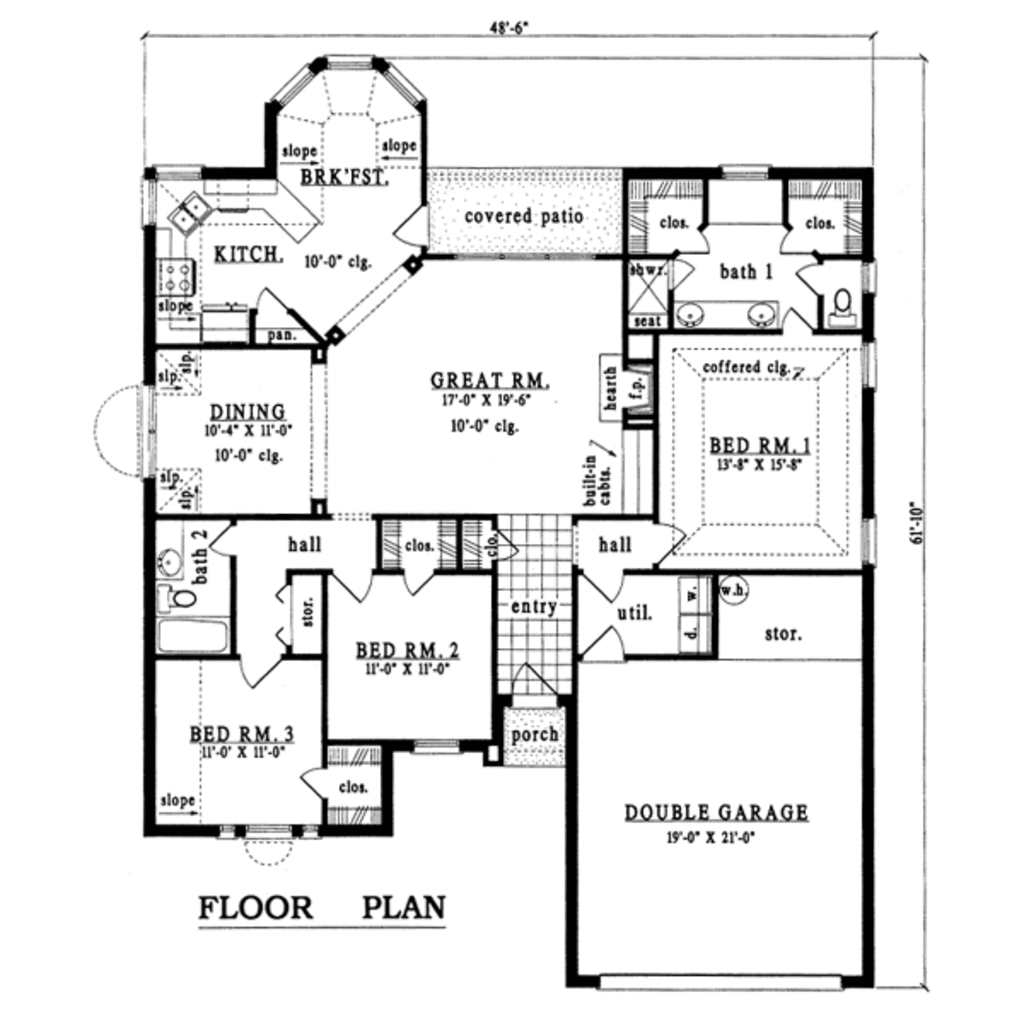 48'-6"
slope
slope
BRK'FST.
covered patio
clos.
clos.
KITCH.
10'-0" clg.
shwr.
bath 1
slope
seat
pan.
slp.
slp.
hearth
f.p.
coffered clg.
GREAT RM.
17'-0" X 19'-6"
10'-0" clg.
DINING
10'-4" X 11'-0"
10'-0" clg.
BED RM. 1
13'-8" X 15'-8"
slp.
slp.
built-in
cabts.
61'-10"
bath 2
hall
clos.
clo.
hall
stor.
entry
util.
w.
d.
w.h.
stor.
BED RM. 2
11'-0" X 11'-0"
BED RM. 3
11'-0' X 11'-0"
porch
clos.
slope
DOUBLE GARAGE
19'-0" X 21'-0"
FLOOR PLAN